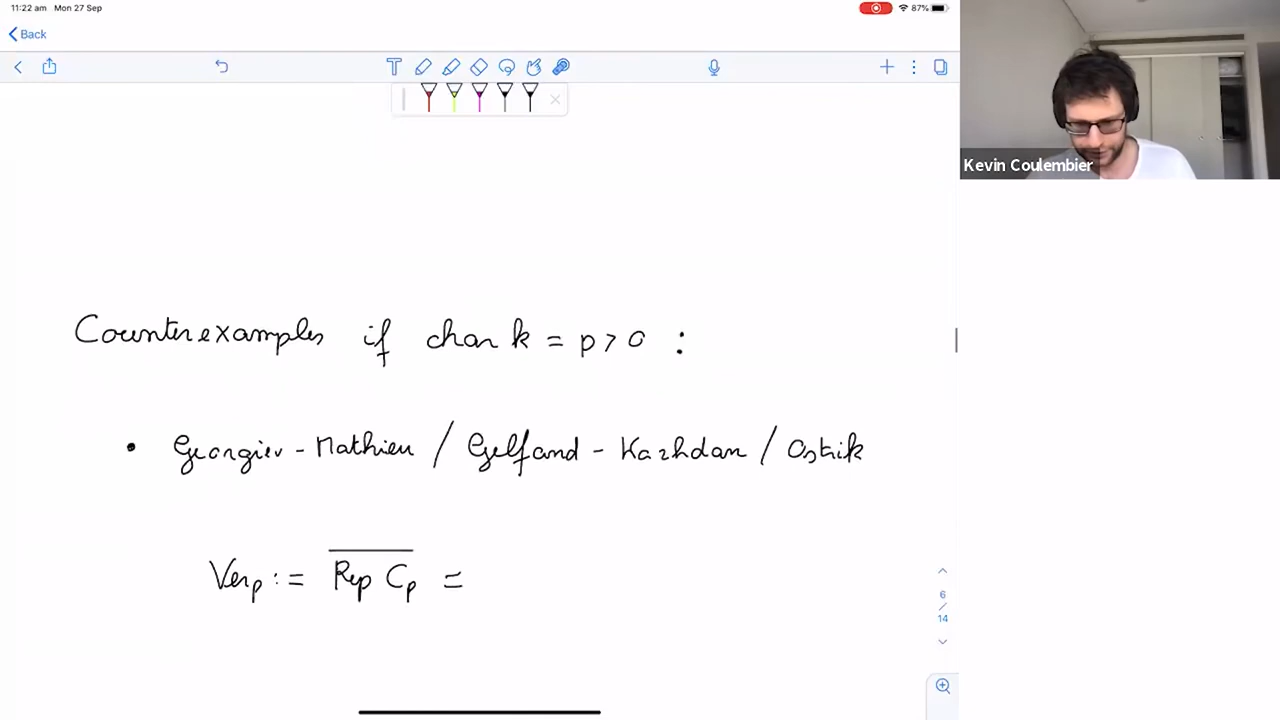 11:22 am Mon 27 Sep
87%
Back
T
Kevin Coulembier
Counterexamples if char k = p > 0 :
• Georgiev - Mathieu / Gelfand - Kazhdan / Ostrik
Ver_p := \overline{Rep C_p} =
6
/
14